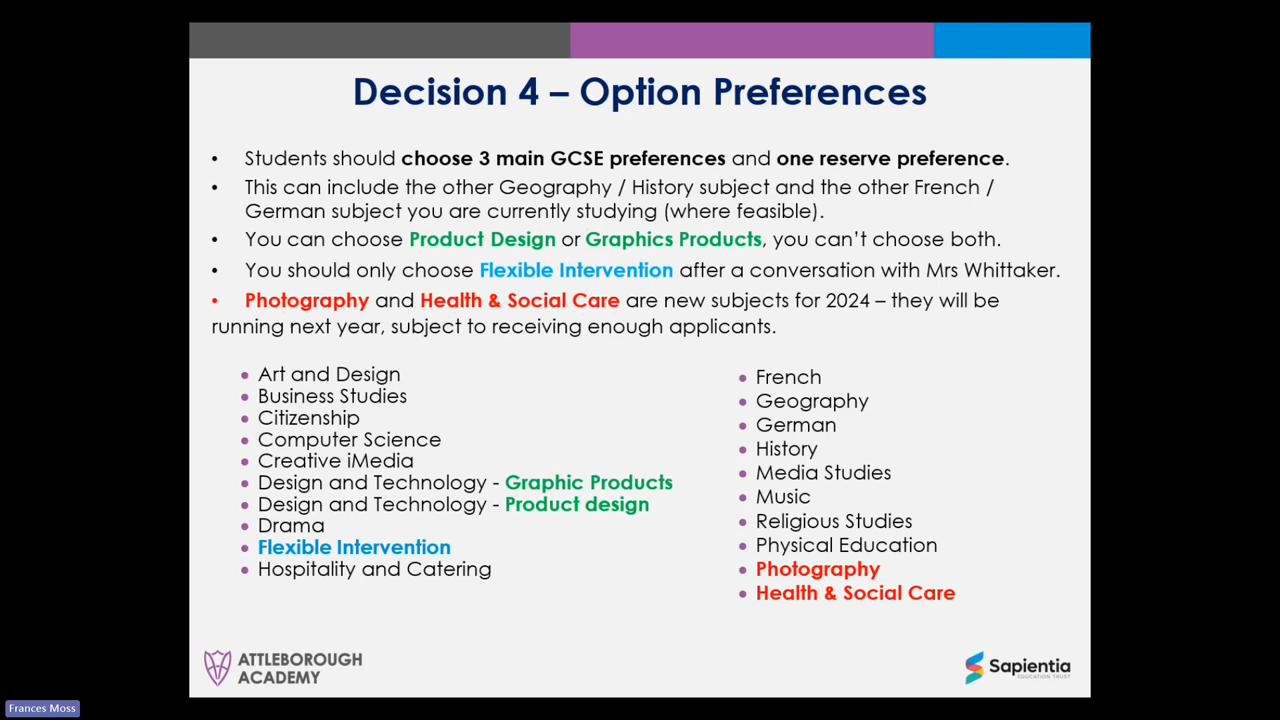 Decision 4 – Option Preferences
• Students should choose 3 main GCSE preferences and one reserve preference.
• This can include the other Geography / History subject and the other French /
German subject you are currently studying (where feasible).
• You can choose Product Design or Graphics Products, you can’t choose both.
• You should only choose Flexible Intervention after a conversation with Mrs Whittaker.
• Photography and Health & Social Care are new subjects for 2024 – they will be
running next year, subject to receiving enough applicants.
• Art and Design
• Business Studies
• Citizenship
• Computer Science
• Creative iMedia
• Design and Technology - Graphic Products
• Design and Technology - Product design
• Drama
• Flexible Intervention
• Hospitality and Catering
• French
• Geography
• German
• History
• Media Studies
• Music
• Religious Studies
• Physical Education
• Photography
• Health & Social Care
ATTLEBOROUGH
ACADEMY
Sapientia
EDUCATION TRUST
Frances Moss